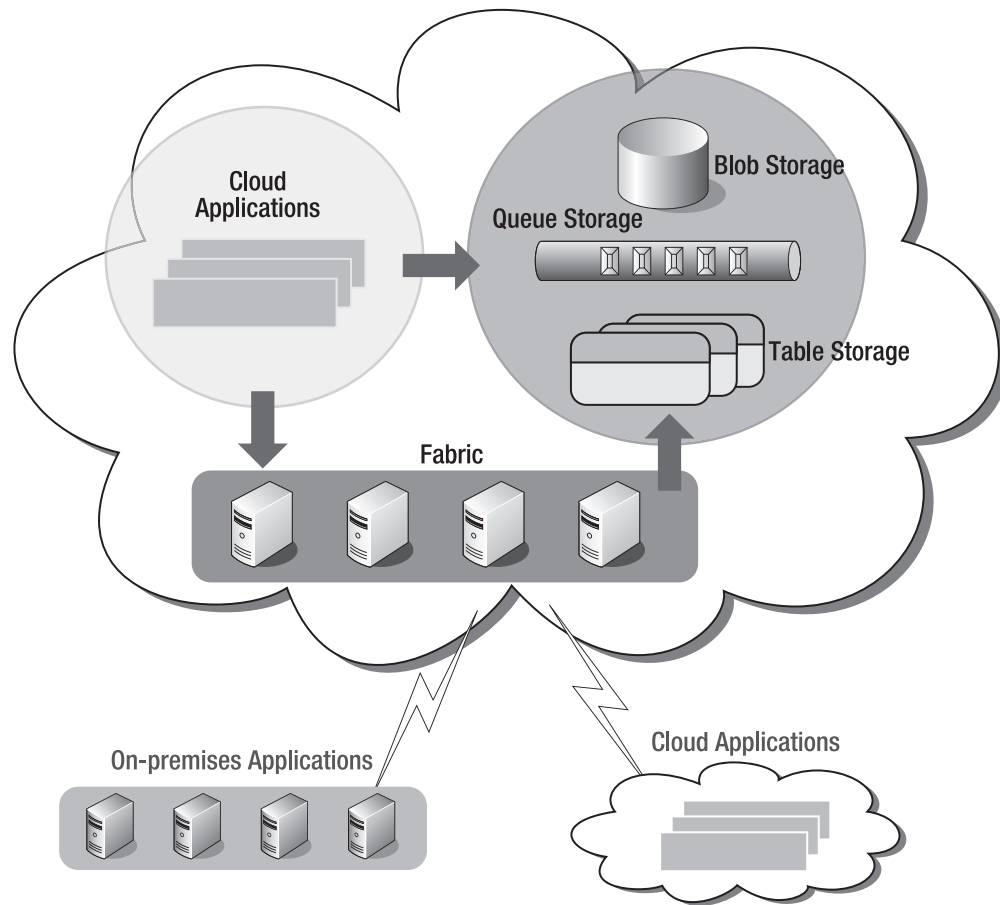 Cloud
Applications
Blob Storage
Queue Storage
Table Storage
Fabric
On-premises Applications
Cloud Applications